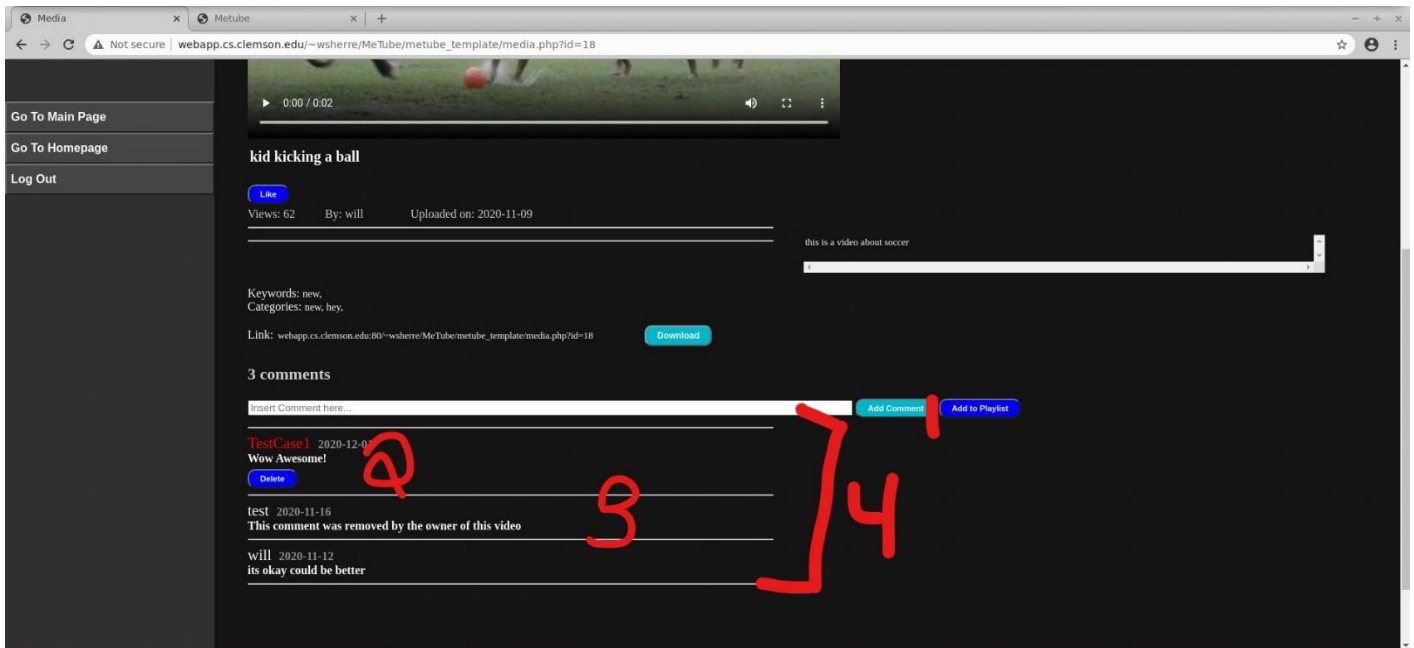 Media
Metube
Not secure | webapp.cs.clemson.edu/~wsherre/MeTube/metube_template/media.php?id=18
Go To Main Page
Go To Homepage
Log Out
0:00 / 0:02
kid kicking a ball
Like
Views: 62 By: will Uploaded on: 2020-11-09
this is a video about soccer
Keywords: new,
Categories: new, hey,
Link: webapp.cs.clemson.edu:80/~wsherre/MeTube/metube_template/media.php?id=18 Download
3 comments
Insert Comment here... Add Comment 1 Add to Playlist
TestCase1
Wow Awesome! 2
Delete
test 2020-11-16 3 4
This comment was removed by the owner of this video
will 2020-11-12
its okay could be better